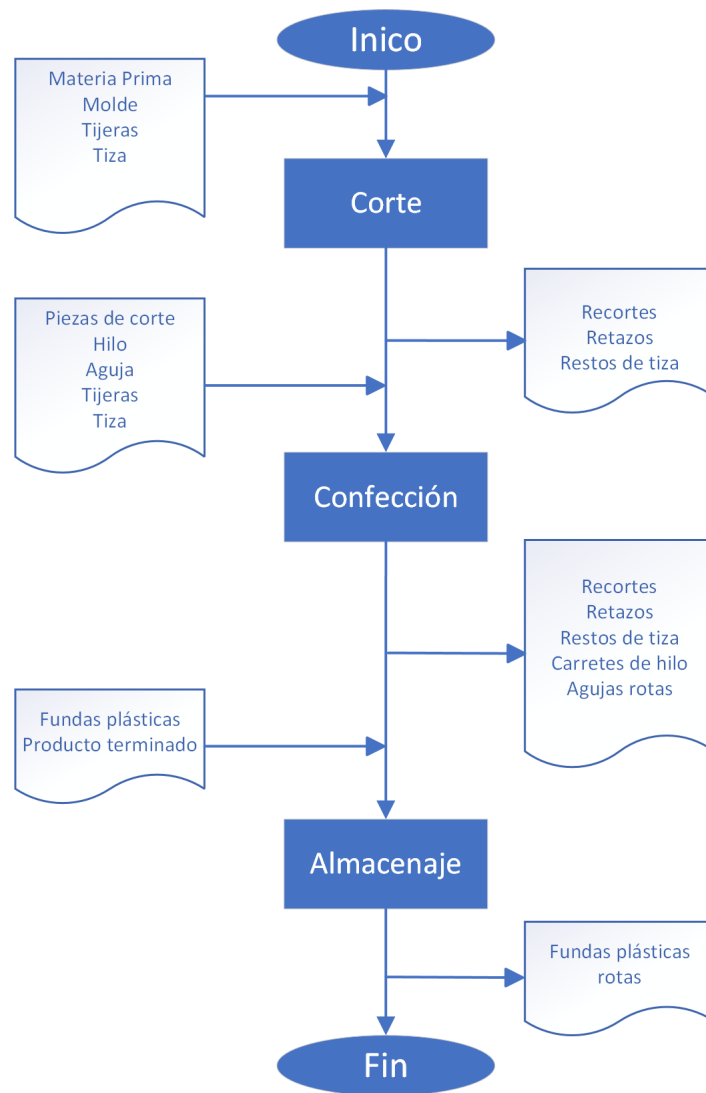 Inico
Materia Prima
Molde
Tijeras
Tiza
Corte
Recortes
Retazos
Restos de tiza
Piezas de corte
Hilo
Aguja
Tijeras
Tiza
Confección
Recortes
Retazos
Restos de tiza
Carretes de hilo
Agujas rotas
Fundas plásticas
Producto terminado
Almacenaje
Fundas plásticas
rotas
Fin